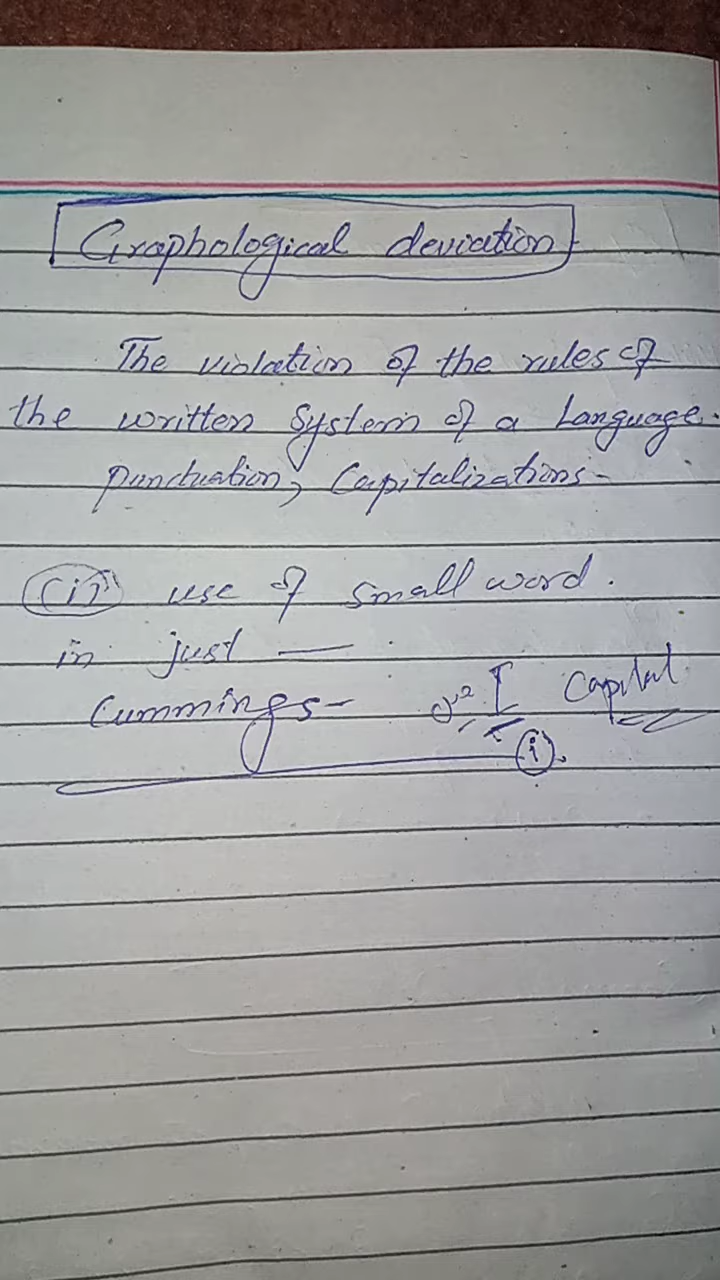 Graphological deviation
The violation of the rules of
the written System of a Language.
punctuation, Capitalizations-
(i) use of small word.
in just — .
Cummings- I Capital
i